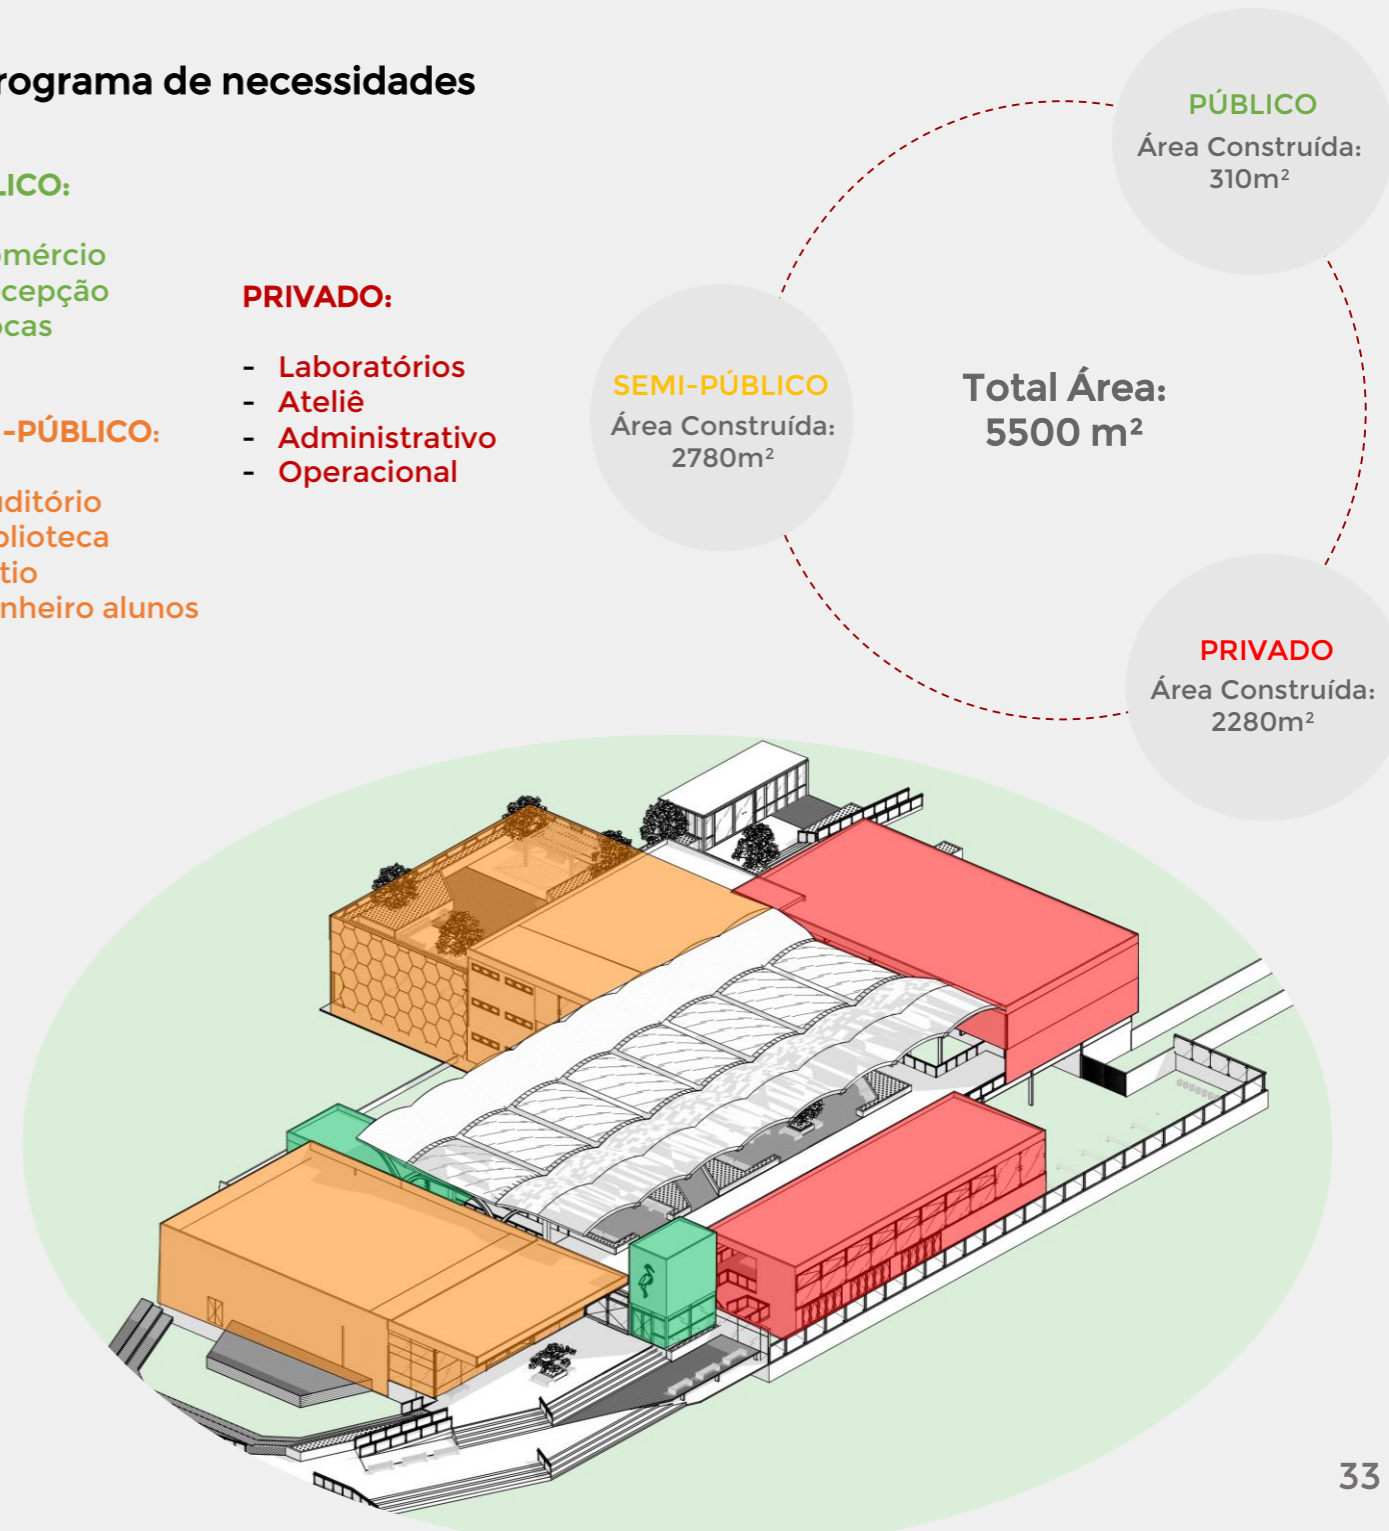 rograma de necessidades
LICO:
omércio
cepção
ocas
-PÚBLICO:
uditório
blioteca
tio
nheiro alunos
PRIVADO:
- Laboratórios
- Ateliê
- Administrativo
- Operacional
PÚBLICO
Área Construída:
310m²
SEMI-PÚBLICO
Área Construída:
2780m²
Total Área:
5500 m²
PRIVADO
Área Construída:
2280m²
33